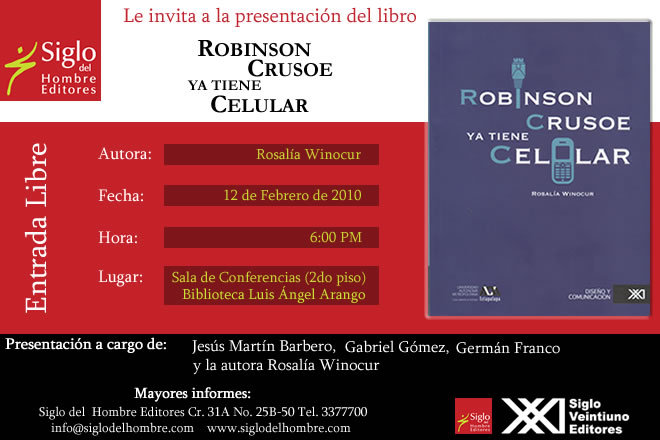 Siglo
del
Hombre
Editores
Le invita a la presentación del libro
ROBINSON
CRUSOE
YA TIENE
CELULAR
Entrada Libre
Autora: Rosalía Winocur
Fecha: 12 de Febrero de 2010
Hora: 6:00 PM
Lugar: Sala de Conferencias (2do piso)
Biblioteca Luis Ángel Arango
ROBINSON
CRUSOE
YA TIENE
CELULAR
ROSALÍA WINOCUR
Iztapalapa
DISEÑO Y
COMUNICACIÓN
XXI
Presentación a cargo de: Jesús Martín Barbero, Gabriel Gómez, Germán Franco
y la autora Rosalía Winocur
Mayores informes:
Siglo del Hombre Editores Cr. 31A No. 25B-50 Tel. 3377700
info@siglodelhombre.com www.siglodelhombre.com
Siglo
del
Hombre
Editores
XXI
Siglo
Veintiuno
Editores